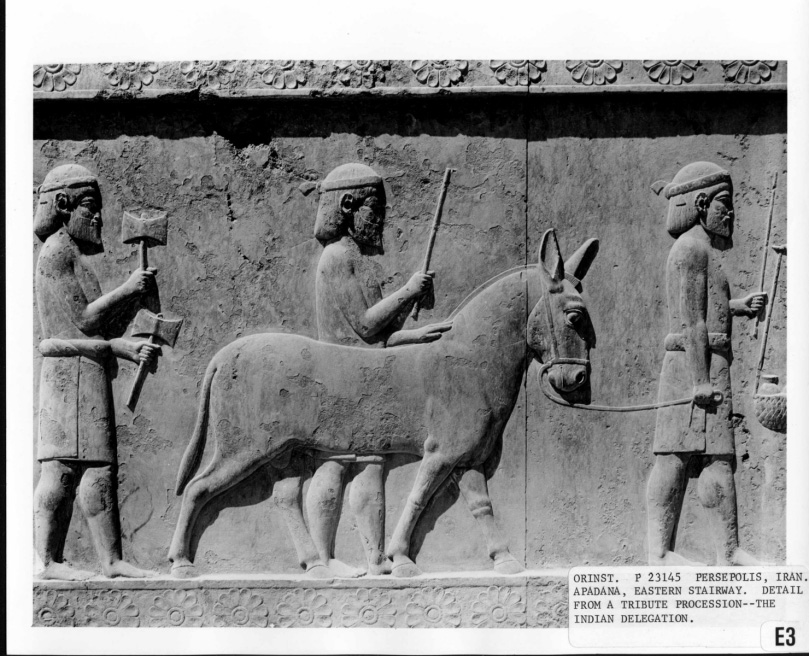 ORINST. P 23145 PERSEPOLIS, IRAN.
APADANA, EASTERN STAIRWAY. DETAIL
FROM A TRIBUTE PROCESSION--THE
INDIAN DELEGATION.
E3